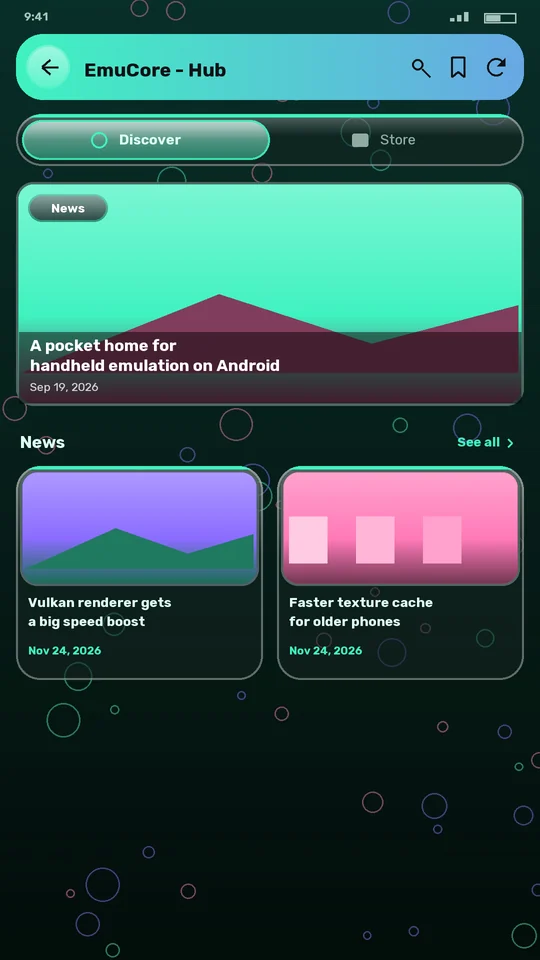 9:41
EmuCore - Hub
Discover
Store
News
A pocket home for
handheld emulation on Android
Sep 19, 2026
News
See all
Vulkan renderer gets
a big speed boost
Nov 24, 2026
Faster texture cache
for older phones
Nov 24, 2026